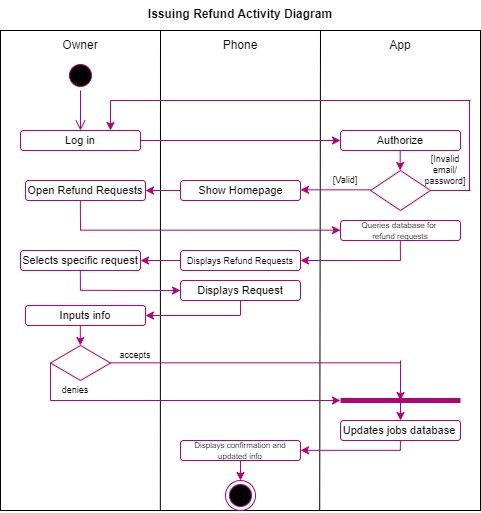 Issuing Refund Activity Diagram
Owner
Phone
App
Log in
Authorize
[Invalid
email/
password]
[Valid]
Open Refund Requests
Show Homepage
Queries database for
refund requests
Selects specific request
Displays Refund Requests
Displays Request
Inputs info
accepts
denies
Updates jobs database
Displays confirmation and
updated info